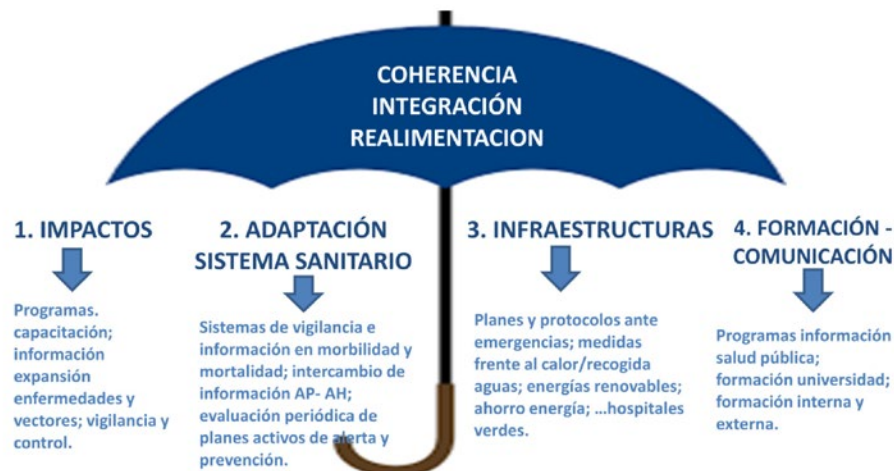 COHERENCIA
INTEGRACIÓN
REALIMENTACION
1. IMPACTOS
Programas.
capacitación;
información
expansión
enfermedades y
vectores; vigilancia y
control.
2. ADAPTACIÓN
SISTEMA SANITARIO
Sistemas de vigilancia e
información en morbilidad y
mortalidad; intercambio de
información AP- AH;
evaluación periódica de
planes activos de alerta y
prevención.
3. INFRAESTRUCTURAS
Planes y protocolos ante
emergencias; medidas
frente al calor/recogida
aguas; energías renovables;
ahorro energía; ...hospitales
verdes.
4. FORMACIÓN -
COMUNICACIÓN
Programas información
salud pública;
formación universidad;
formación interna y
externa.